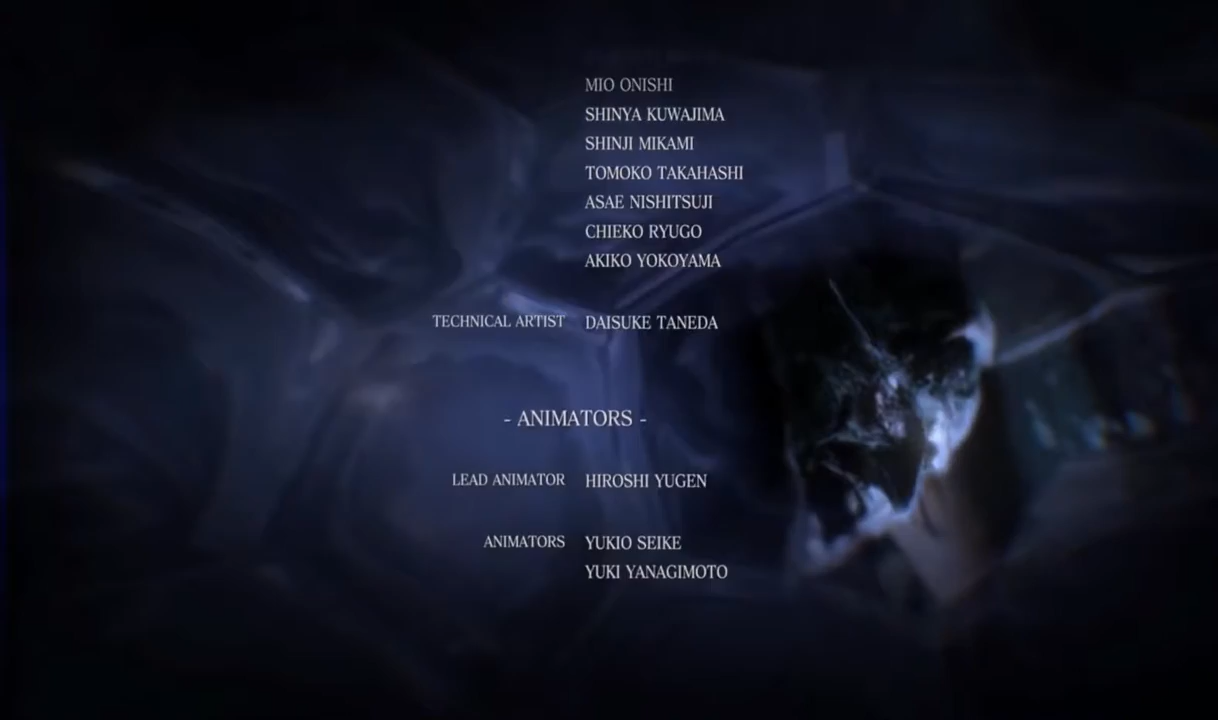 MIO ONISHI
SHINYA KUWAJIMA
SHINJI MIKAMI
TOMOKO TAKAHASHI
ASAE NISHITSUJI
CHIEKO RYUGO
AKIKO YOKOYAMA
TECHNICAL ARTIST DAISUKE TANEDA
- ANIMATORS -
LEAD ANIMATOR HIROSHI YUGEN
ANIMATORS YUKIO SEIKE
YUKI YANAGIMOTO